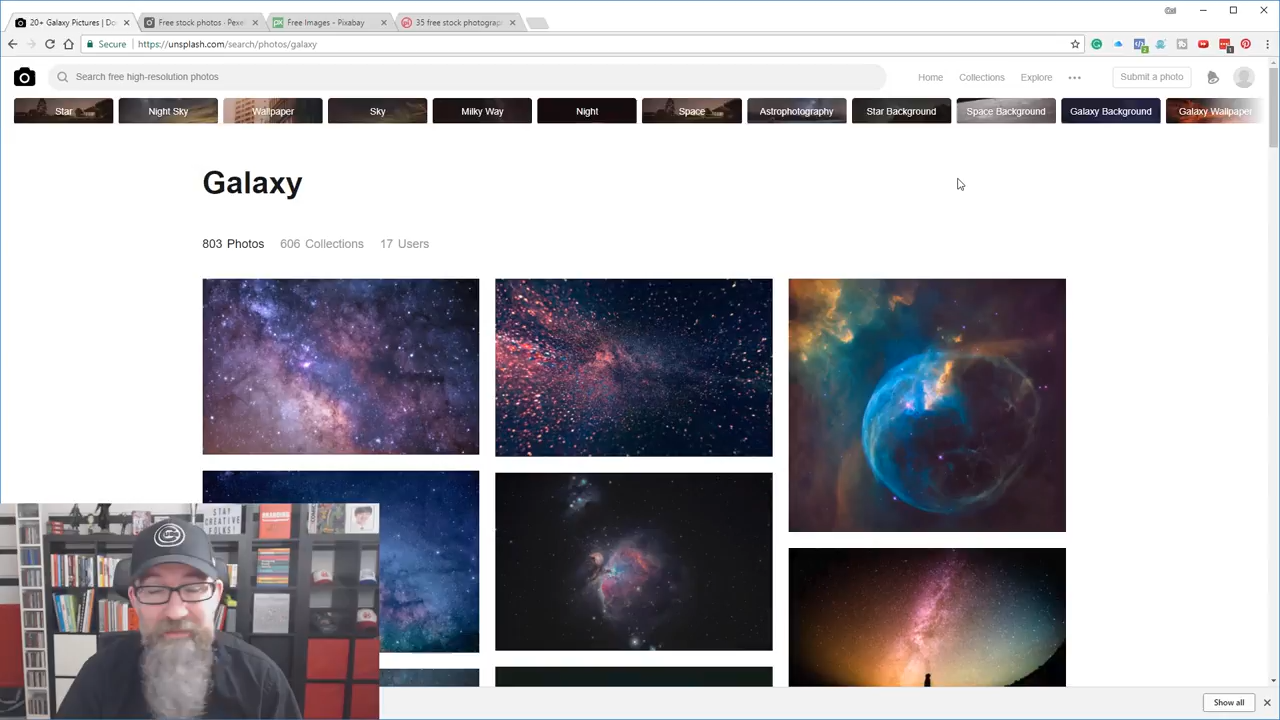 20+ Galaxy Pictures | Do
Free stock photos · Pexe
Free Images - Pixabay
35 free stock photograp
Secure
https://unsplash.com/search/photos/galaxy
Search free high-resolution photos
Home
Collections
Explore
Submit a photo
Star
Night Sky
Wallpaper
Sky
Milky Way
Night
Space
Astrophotography
Star Background
Space Background
Galaxy Background
Galaxy Wallpaper
Galaxy
803 Photos
606 Collections
17 Users
STAY
CREATIVE
FOLKS!
BRANDING
Show all